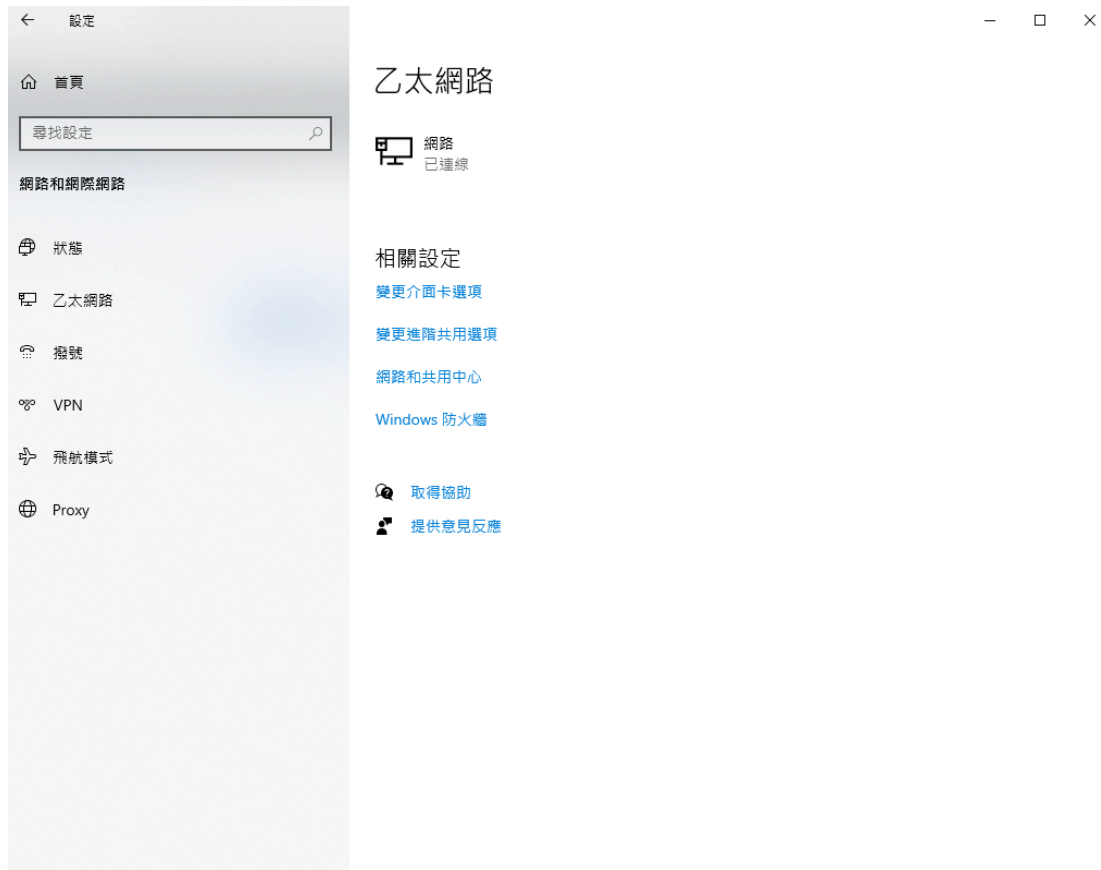 設定
首頁
尋找設定
網路和網際網路
狀態
乙太網路
撥號
VPN
飛航模式
Proxy
乙太網路
網路
已連線
相關設定
變更介面卡選項
變更進階共用選項
網路和共用中心
Windows 防火牆
取得協助
提供意見反應